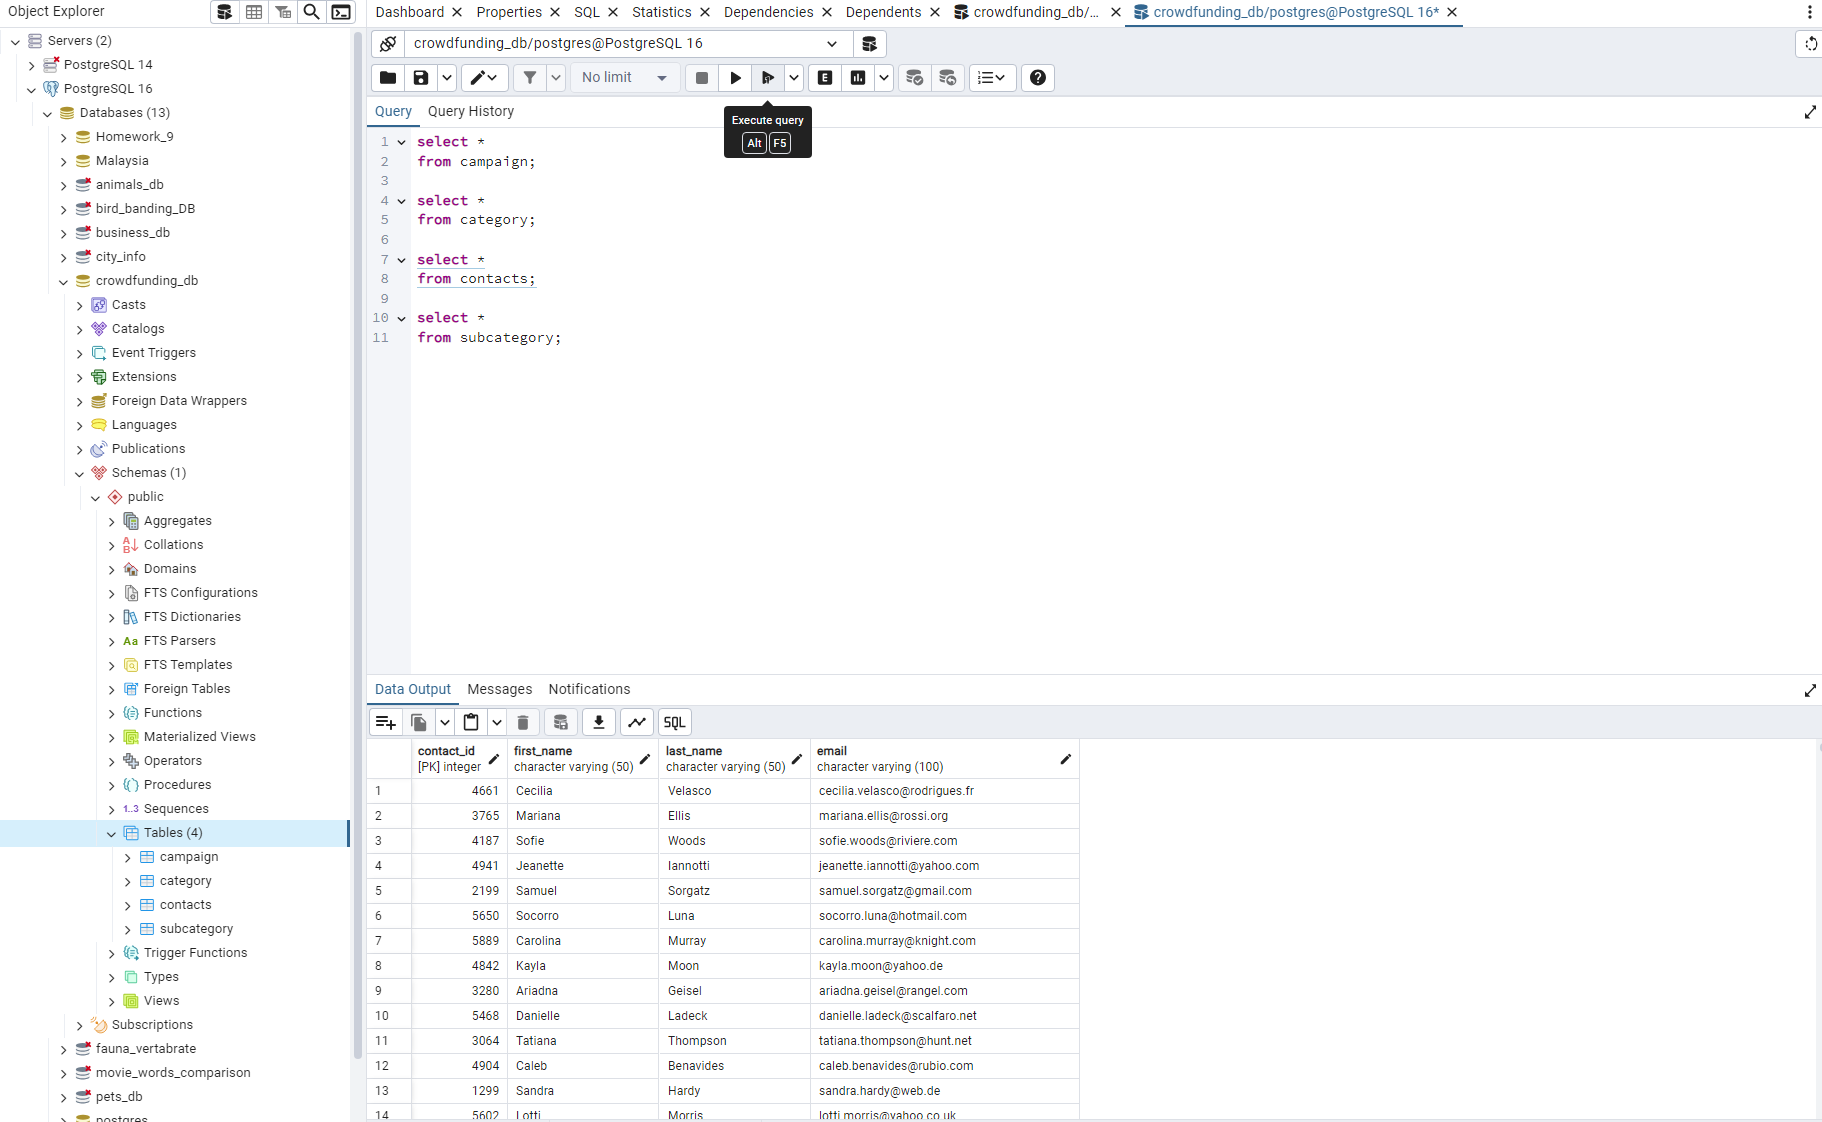 Object Explorer
Servers (2)
PostgreSQL 14
PostgreSQL 16
Databases (13)
Homework_9
Malaysia
animals_db
bird_banding_DB
business_db
city_info
crowdfunding_db
Casts
Catalogs
Event Triggers
Extensions
Foreign Data Wrappers
Languages
Publications
Schemas (1)
public
Aggregates
Collations
Domains
FTS Configurations
FTS Dictionaries
Aa FTS Parsers
FTS Templates
Foreign Tables
Functions
Materialized Views
Operators
Procedures
1..3 Sequences
Tables (4)
campaign
category
contacts
subcategory
Trigger Functions
Types
Views
Subscriptions
fauna_vertabrate
movie_words_comparison
pets_db
postgres
Dashboard Properties SQL Statistics Dependencies Dependents crowdfunding_db/... crowdfunding_db/postgres@PostgreSQL 16*
crowdfunding_db/postgres@PostgreSQL 16
No limit E
Query Query History
Execute query
Alt F5
1 select *
2 from campaign;
3
4 select *
5 from category;
6
7 select *
8 from contacts;
9
10 select *
11 from subcategory;
Data Output Messages Notifications
SQL
contact_id first_name last_name email
[PK] integer character varying (50) character varying (50) character varying (100)
1 4661 Cecilia Velasco cecilia.velasco@rodrigues.fr
2 3765 Mariana Ellis mariana.ellis@rossi.org
3 4187 Sofie Woods sofie.woods@riviere.com
4 4941 Jeanette Iannotti jeanette.iannotti@yahoo.com
5 2199 Samuel Sorgatz samuel.sorgatz@gmail.com
6 5650 Socorro Luna socorro.luna@hotmail.com
7 5889 Carolina Murray carolina.murray@knight.com
8 4842 Kayla Moon kayla.moon@yahoo.de
9 3280 Ariadna Geisel ariadna.geisel@rangel.com
10 5468 Danielle Ladeck danielle.ladeck@scalfaro.net
11 3064 Tatiana Thompson tatiana.thompson@hunt.net
12 4904 Caleb Benavides caleb.benavides@rubio.com
13 1299 Sandra Hardy sandra.hardy@web.de
14 5602 Lotti Morris lotti.morris@yahoo.co.uk